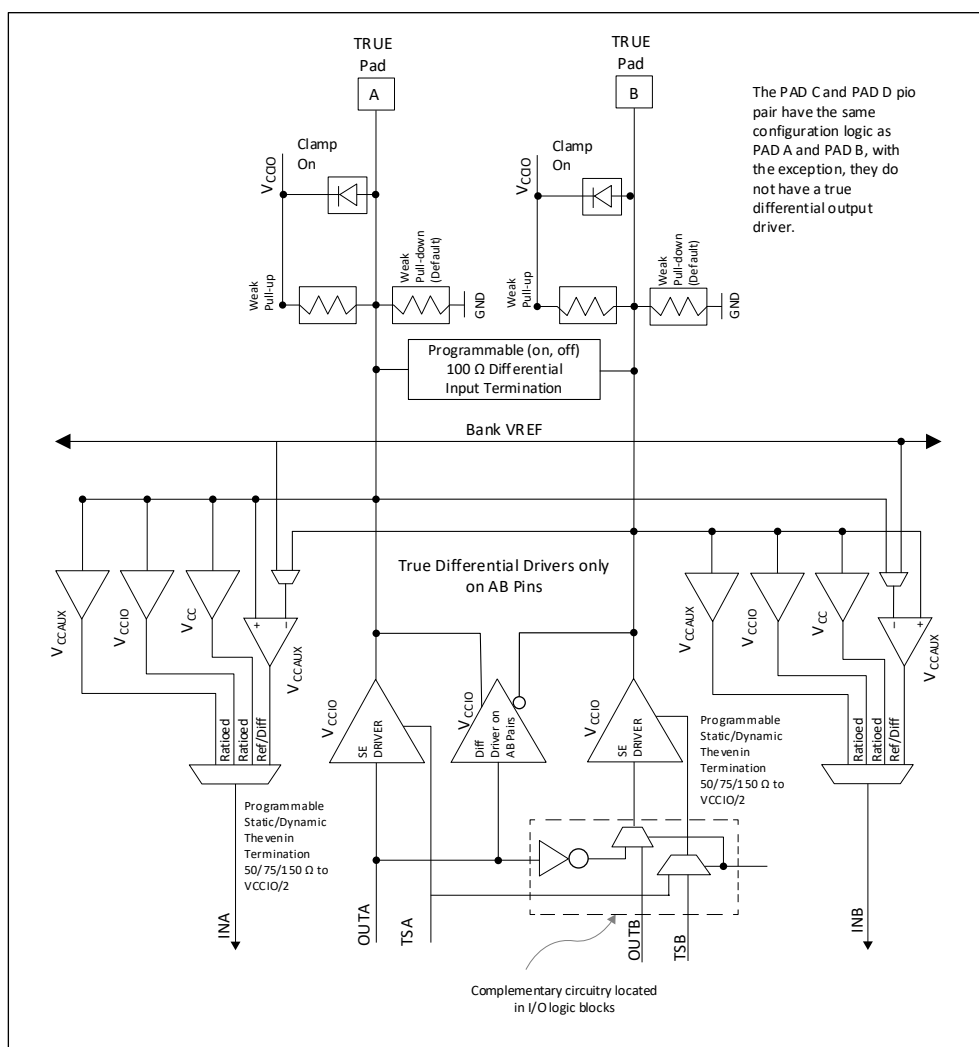 TRUE
Pad
A
TRUE
Pad
B
The PAD C and PAD D pio
pair have the same
configuration logic as
PAD A and PAD B, with
the exception, they do
not have a true
differential output
driver.
Vccio
Clamp
On
Vccio
Clamp
On
Weak
Pull-up
Weak
Pull-down
(Default)
GND
Weak
Pull-up
Weak
Pull-down
(Default)
GND
Programmable (on, off)
100 Ω Differential
Input Termination
Bank VREF
True Differential Drivers only
on AB Pins
VCCAUX
VCCIO
VCC
+
–
VCCAUX
VCCAUX
VCCIO
VCC
–
+
VCCAUX
Ratioed
Ratioed
Ref/Diff
VCCIO
SE
DRIVER
VCCIO
Diff
Driver on
AB Pairs
VCCIO
SE
DRIVER
Programmable
Static/Dynamic
Thevenin
Termination
50/75/150 Ω to
VCCIO/2
Ratioed
Ratioed
Ref/Diff
Programmable
Static/Dynamic
Thevenin
Termination
50/75/150 Ω to
VCCIO/2
INA
OUTA
TSA
OUTB
TSB
INB
Complementary circuitry located
in I/O logic blocks